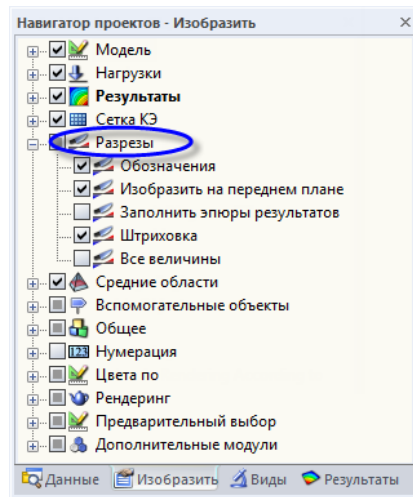 Навигатор проектов - Изобразить
Модель
Нагрузки
Результаты
Сетка КЭ
Разрезы
Обозначения
Изобразить на переднем плане
Заполнить эпюры результатов
Штриховка
Все величины
Средние области
Вспомогательные объекты
Общее
123 Нумерация
Цвета по
Рендеринг
Предварительный выбор
Дополнительные модули
Данные Изобразить Виды Результаты